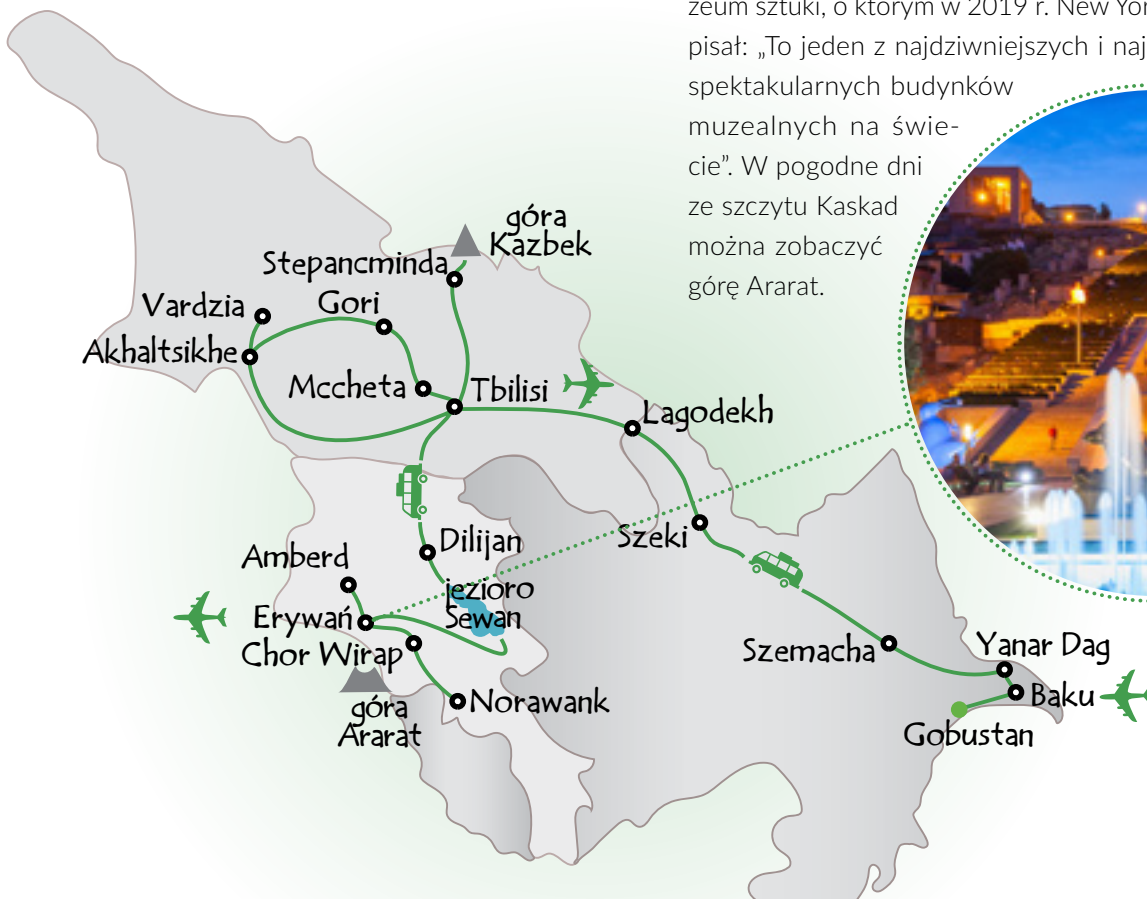 zeum sztuki, o którym w 2019 r. New Yor
pisał: „To jeden z najdziwniejszych i naj
spektakularnych budynków
muzealnych na świe-
cie”. W pogodne dni
ze szczytu Kaskad
można zobaczyć
górę Ararat.
góra
Kazbek
Stepancminda
Gori
Vardzia
Akhaltsikhe
Mccheta
Tbilisi
Lagodekh
Szeki
Dilijan
Amberd
jezioro
Sewan
Erywań
Chor Wirap
Norawank
góra
Ararat
Szemacha
Yanar Dag
Baku
Gobustan